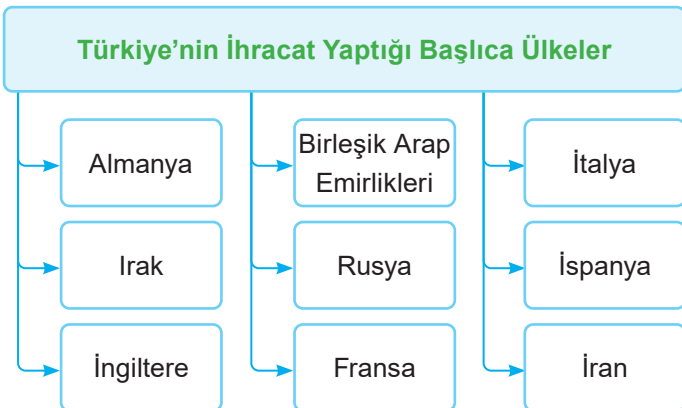 Türkiye’nin İhracat Yaptığı Başlıca Ülkeler
Almanya
Irak
İngiltere
Birleşik Arap
Emirlikleri
Rusya
Fransa
İtalya
İspanya
İran